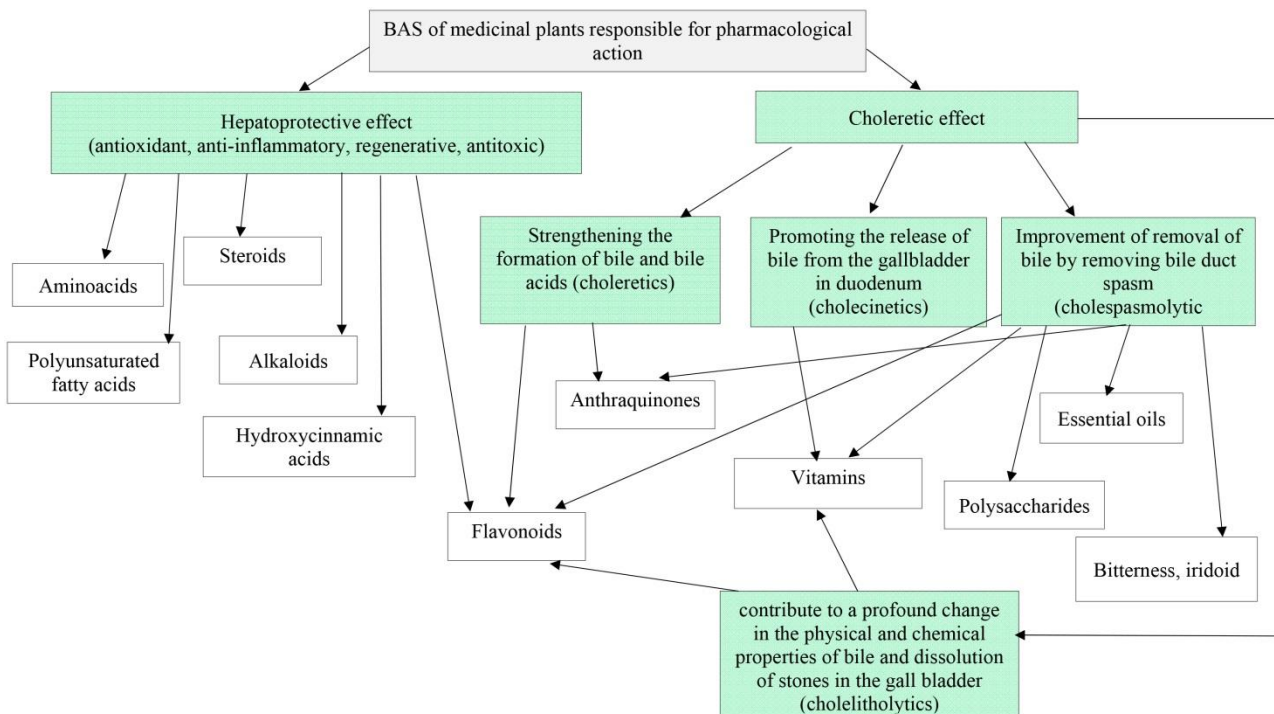 BAS of medicinal plants responsible for pharmacological
action
Hepatoprotective effect
(antioxidant, anti-inflammatory, regenerative, antitoxic)
Choleretic effect
Strengthening the
formation of bile and bile
acids (choleretics)
Promoting the release of
bile from the gallbladder
in duodenum
(cholecinetics)
Improvement of removal of
bile by removing bile duct
spasm
(cholespasmolytic
Steroids
Aminoacids
Polyunsaturated
fatty acids
Alkaloids
Anthraquinones
Essential oils
Hydroxycinnamic
acids
Vitamins
Polysaccharides
Flavonoids
Bitterness, iridoid
contribute to a profound change
in the physical and chemical
properties of bile and dissolution
of stones in the gall bladder
(cholelitholytics)